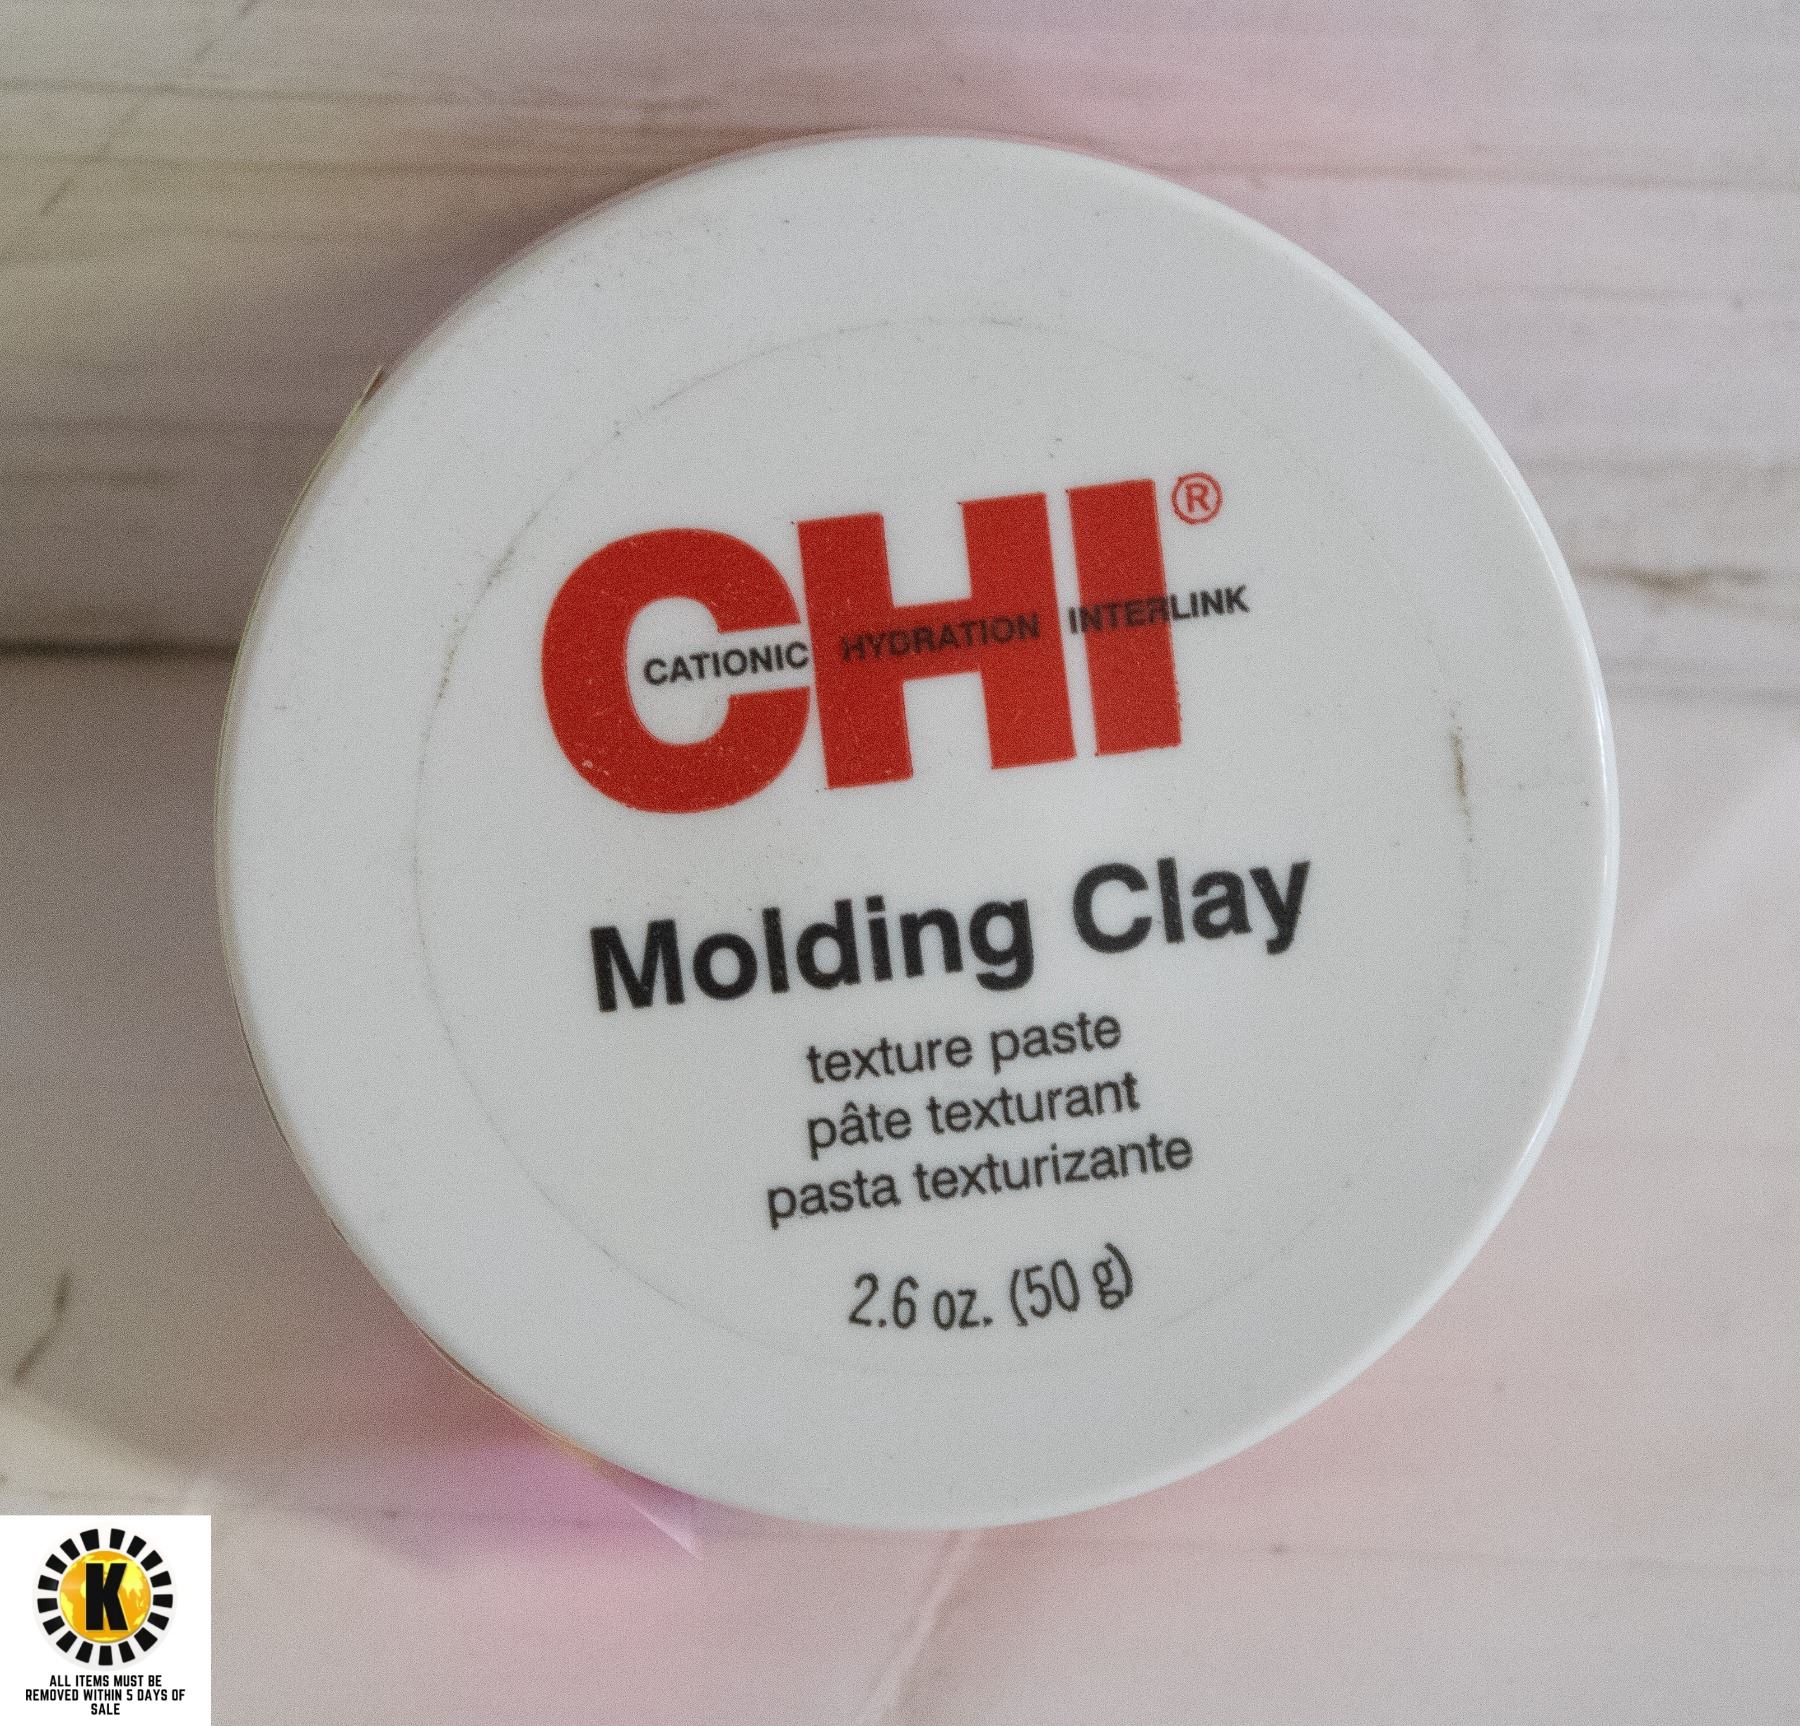 CHI®
CATIONIC HYDRATION INTERLINK
Molding Clay
texture paste
pâte texturant
pasta texturizante
2.6 oz. (50 g)
K
ALL ITEMS MUST BE
REMOVED WITHIN 5 DAYS OF
SALE